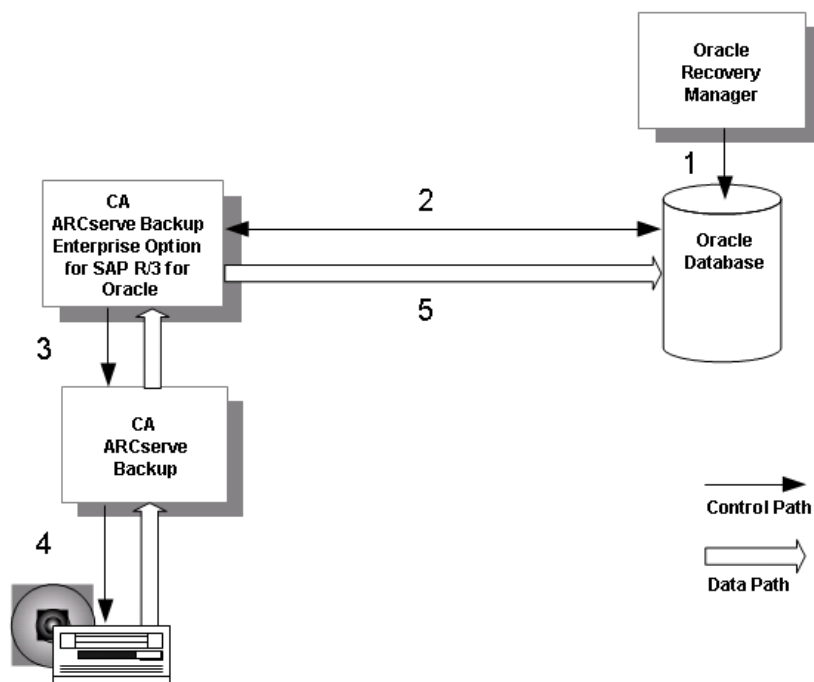 Oracle
Recovery
Manager
1
CA
ARCserve Backup
Enterprise Option
for SAP R/3 for
Oracle
2
Oracle
Database
5
3
CA
ARCserve
Backup
Control Path
4
Data Path